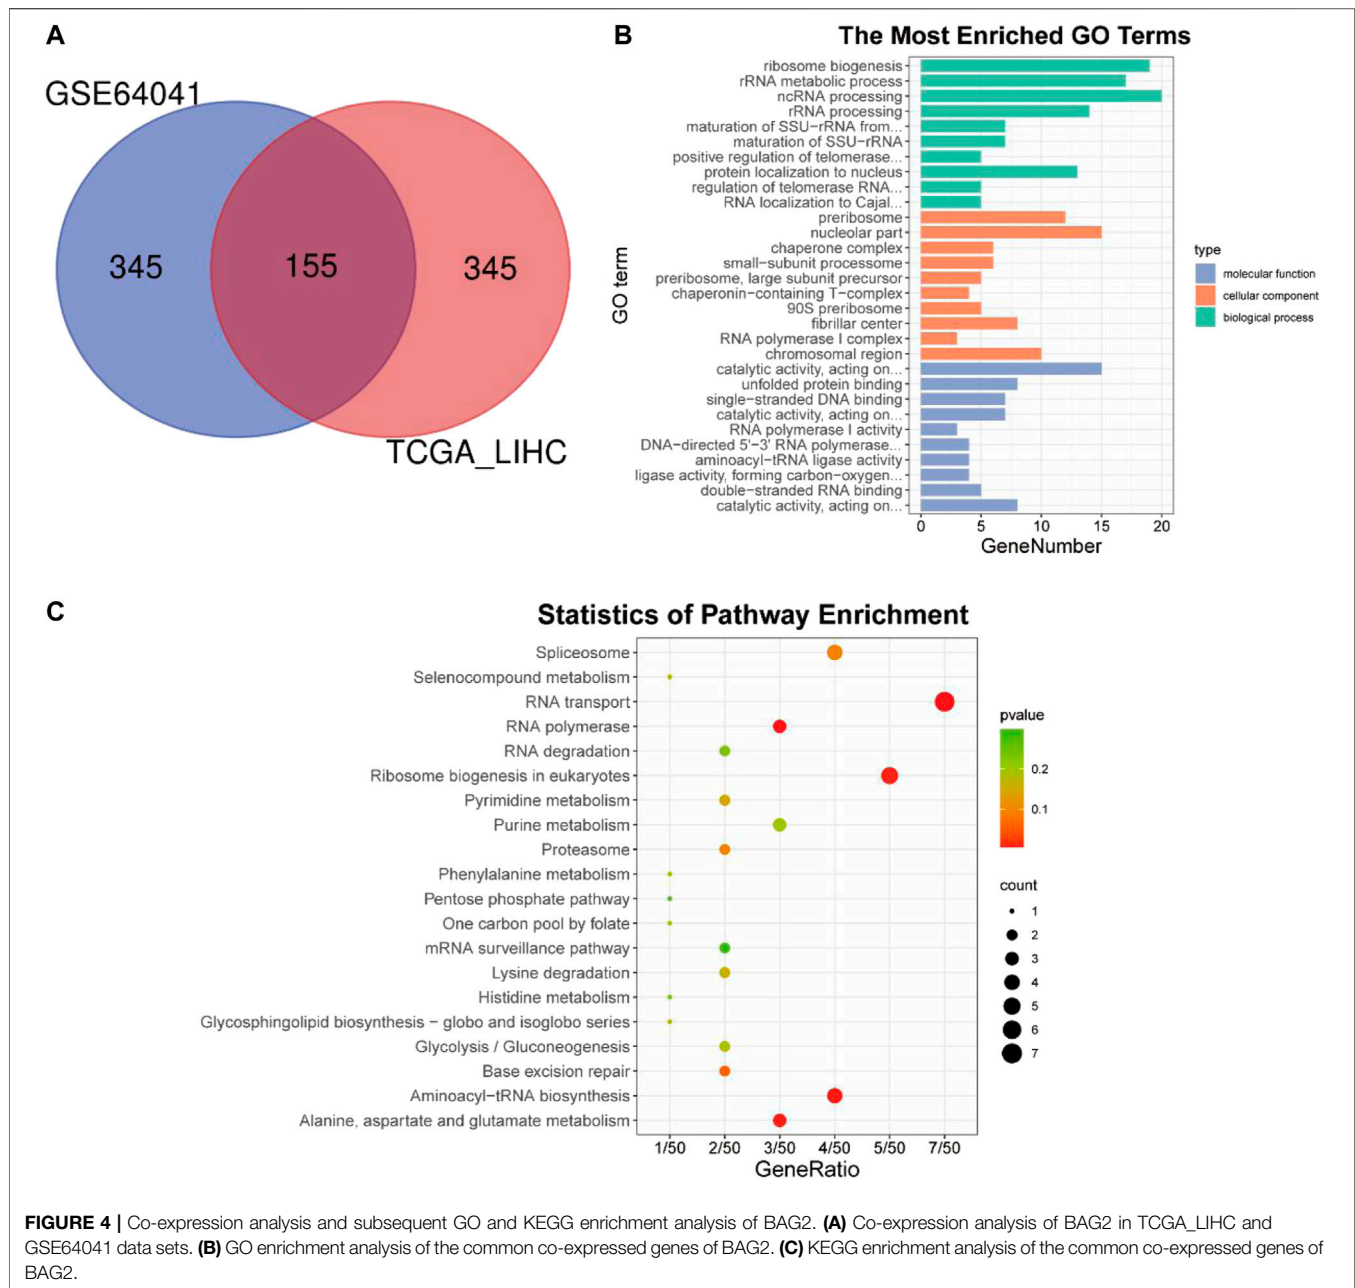 A
GSE64041
345
155
345
TCGA_LIHC
B
The Most Enriched GO Terms
GO term
ribosome biogenesis
rRNA metabolic process
ncRNA processing
rRNA processing
maturation of SSU−rRNA from...
maturation of SSU−rRNA
positive regulation of telomerase...
protein localization to nucleus
regulation of telomerase RNA...
RNA localization to Cajal...
preribosome
nucleolar part
chaperone complex
small−subunit processome
preribosome, large subunit precursor
chaperonin−containing T−complex
90S preribosome
fibrillar center
RNA polymerase I complex
chromosomal region
catalytic activity, acting on...
unfolded protein binding
single−stranded DNA binding
catalytic activity, acting on...
RNA polymerase I activity
DNA−directed 5'−3' RNA polymerase...
aminoacyl−tRNA ligase activity
ligase activity, forming carbon−oxygen...
double−stranded RNA binding
catalytic activity, acting on...
0 5 10 15 20
GeneNumber
type
molecular function
cellular component
biological process
C
Statistics of Pathway Enrichment
Spliceosome
Selenocompound metabolism
RNA transport
RNA polymerase
RNA degradation
Ribosome biogenesis in eukaryotes
Pyrimidine metabolism
Purine metabolism
Proteasome
Phenylalanine metabolism
Pentose phosphate pathway
One carbon pool by folate
mRNA surveillance pathway
Lysine degradation
Histidine metabolism
Glycosphingolipid biosynthesis − globo and isoglobo series
Glycolysis / Gluconeogenesis
Base excision repair
Aminoacyl−tRNA biosynthesis
Alanine, aspartate and glutamate metabolism
1/50 2/50 3/50 4/50 5/50 7/50
GeneRatio
pvalue
0.2
0.1
count
1
2
3
4
5
6
7
FIGURE 4 | Co-expression analysis and subsequent GO and KEGG enrichment analysis of BAG2. (A) Co-expression analysis of BAG2 in TCGA_LIHC and
GSE64041 data sets. (B) GO enrichment analysis of the common co-expressed genes of BAG2. (C) KEGG enrichment analysis of the common co-expressed genes of
BAG2.